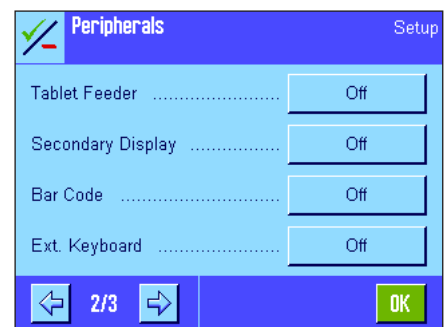 Peripherals Setup
Tablet Feeder ...................... Off
Secondary Display ................ Off
Bar Code ........................... Off
Ext. Keyboard ..................... Off
2/3 OK